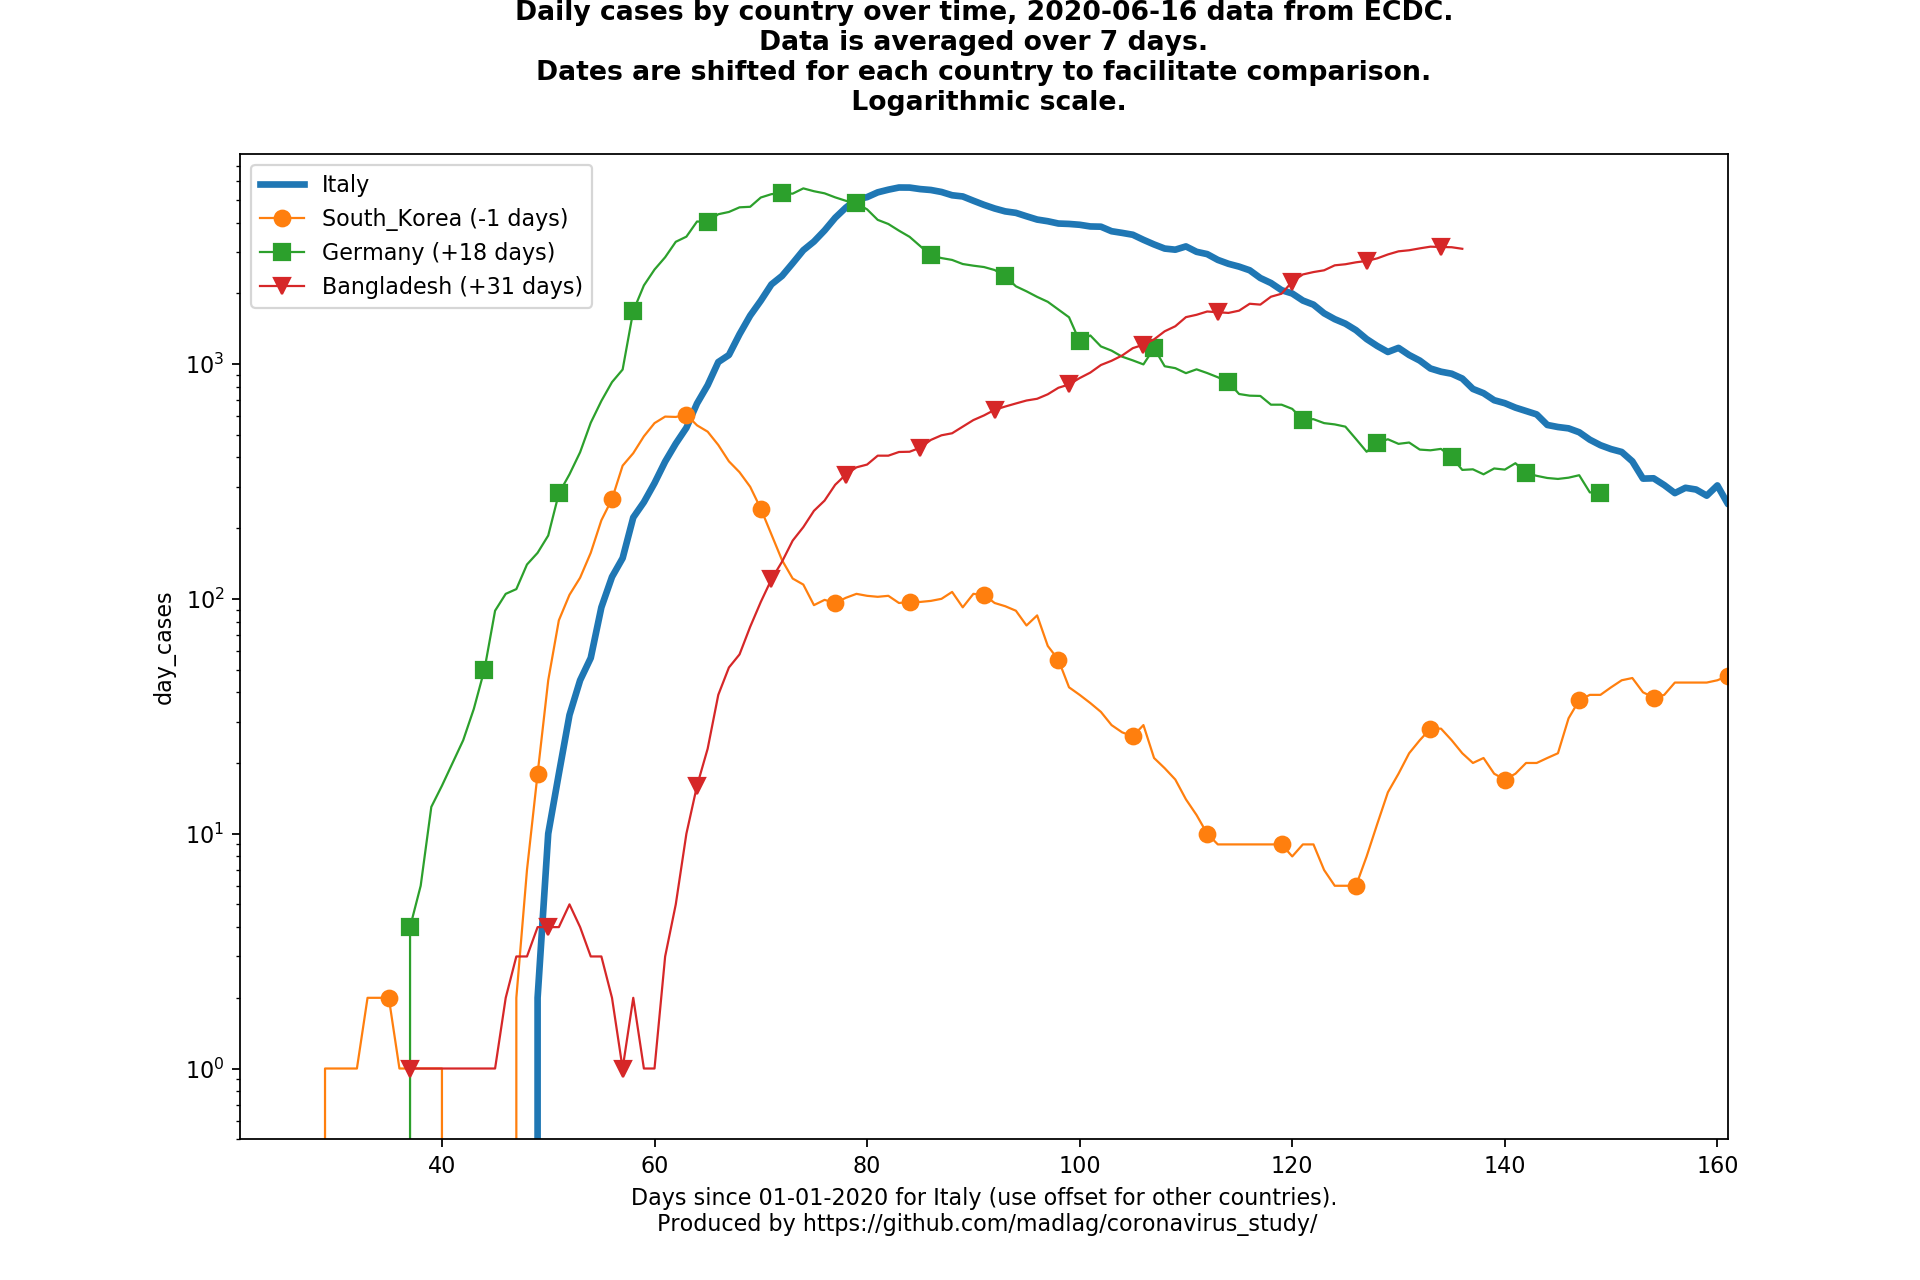 Daily cases by country over time, 2020-06-16 data from ECDC.
Data is averaged over 7 days.
Dates are shifted for each country to facilitate comparison.
Logarithmic scale.
Italy
South_Korea (-1 days)
Germany (+18 days)
Bangladesh (+31 days)
10³
10²
10¹
10⁰
day_cases
40 60 80 100 120 140 160
Days since 01-01-2020 for Italy (use offset for other countries).
Produced by https://github.com/madlag/coronavirus_study/